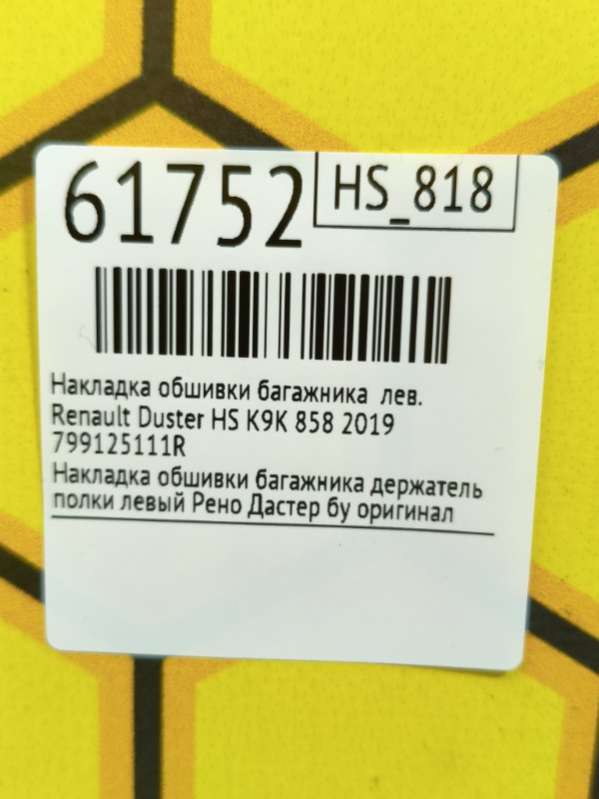 61752
HS_818
Накладка обшивки багажника лев.
Renault Duster HS K9K 858 2019
799125111R
Накладка обшивки багажника держатель
полки левый Рено Дастер бу оригинал